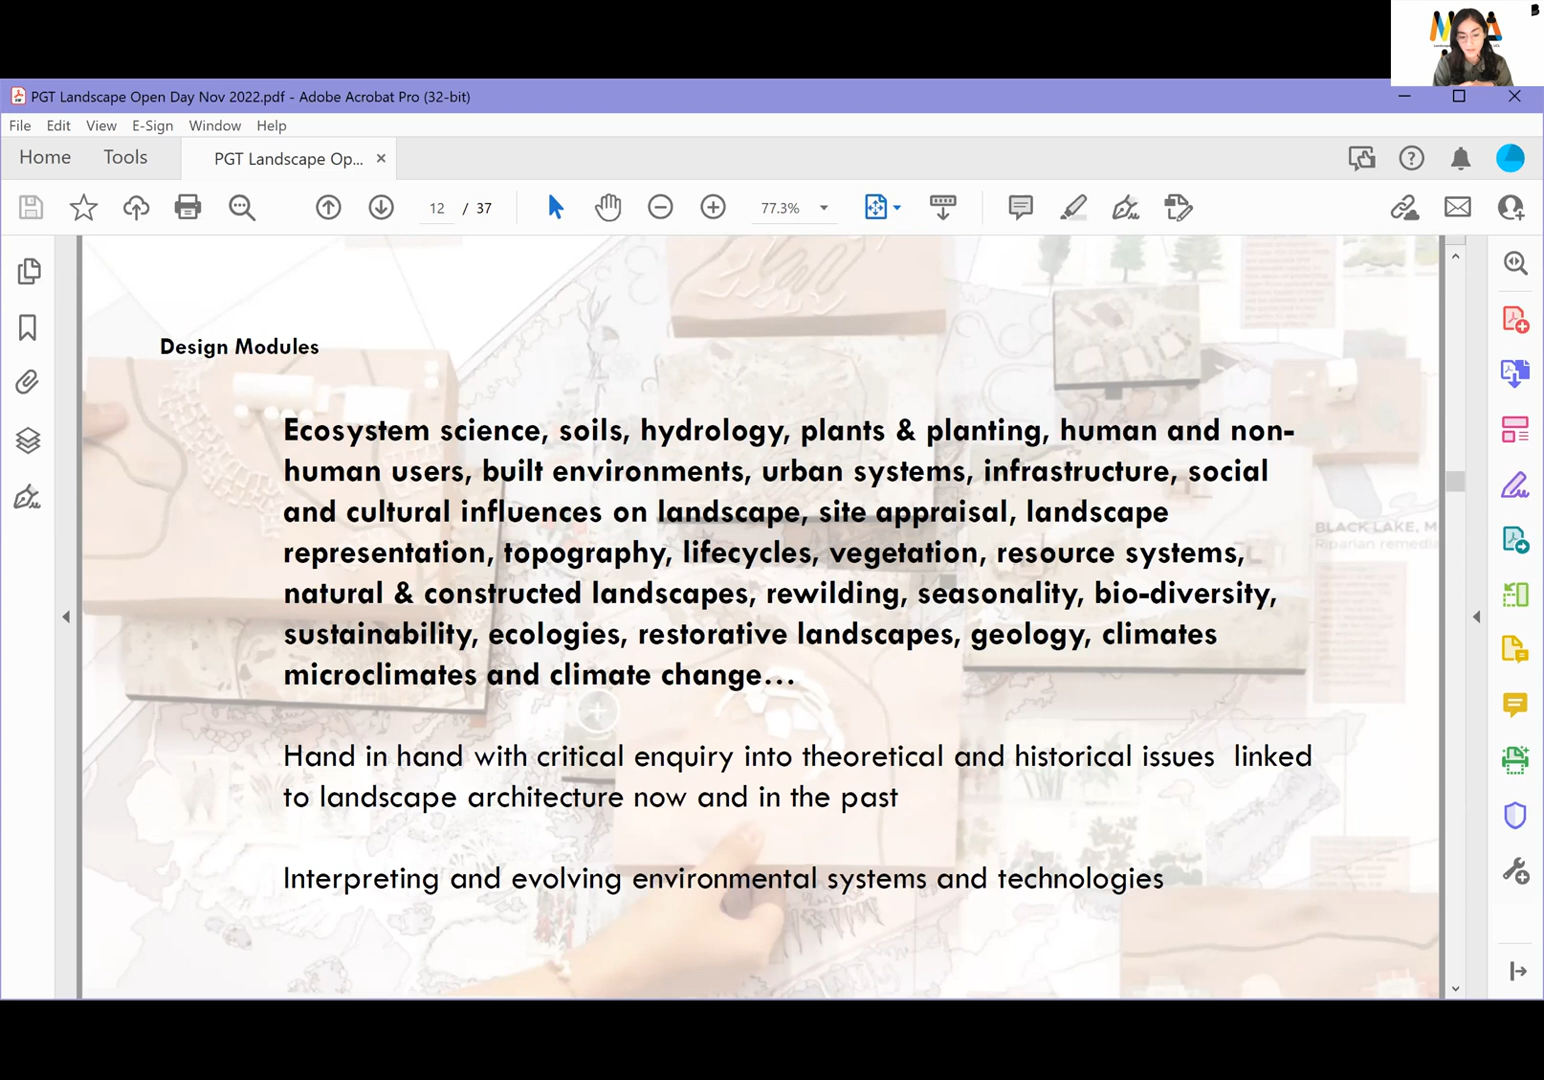 PGT Landscape Open Day Nov 2022.pdf - Adobe Acrobat Pro (32-bit)
File Edit View E-Sign Window Help
Home Tools PGT Landscape Op...
12 / 37 77.3%
Design Modules
Ecosystem science, soils, hydrology, plants & planting, human and non-
human users, built environments, urban systems, infrastructure, social
and cultural influences on landscape, site appraisal, landscape
representation, topography, lifecycles, vegetation, resource systems,
natural & constructed landscapes, rewilding, seasonality, bio-diversity,
sustainability, ecologies, restorative landscapes, geology, climates
microclimates and climate change...
BLACK LAKE, M
Riparian remedia
Hand in hand with critical enquiry into theoretical and historical issues linked
to landscape architecture now and in the past
Interpreting and evolving environmental systems and technologies